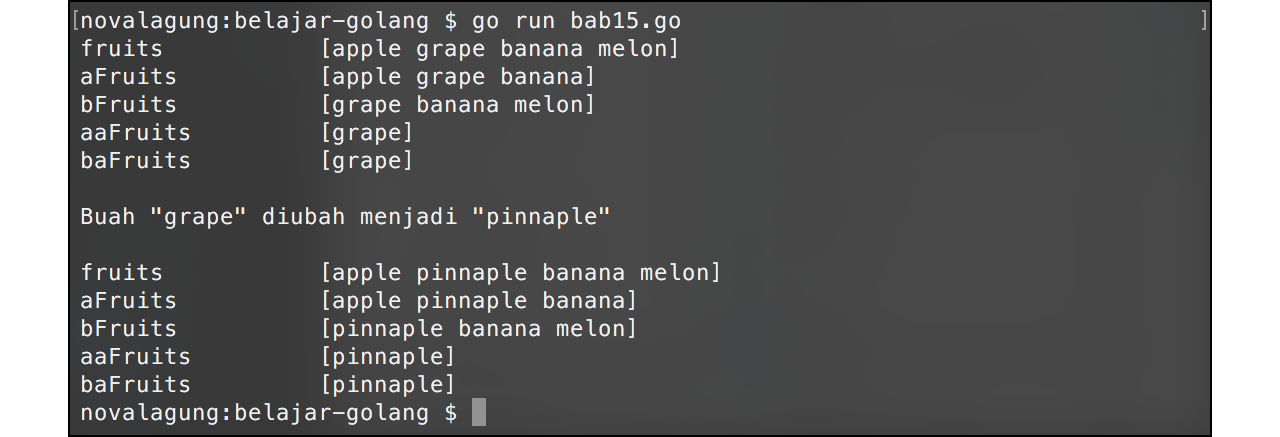 [novalagung:belajar-golang $ go run bab15.go ]
fruits [apple grape banana melon]
aFruits [apple grape banana]
bFruits [grape banana melon]
aaFruits [grape]
baFruits [grape]
Buah "grape" diubah menjadi "pinnaple"
fruits [apple pinnaple banana melon]
aFruits [apple pinnaple banana]
bFruits [pinnaple banana melon]
aaFruits [pinnaple]
baFruits [pinnaple]
novalagung:belajar-golang $